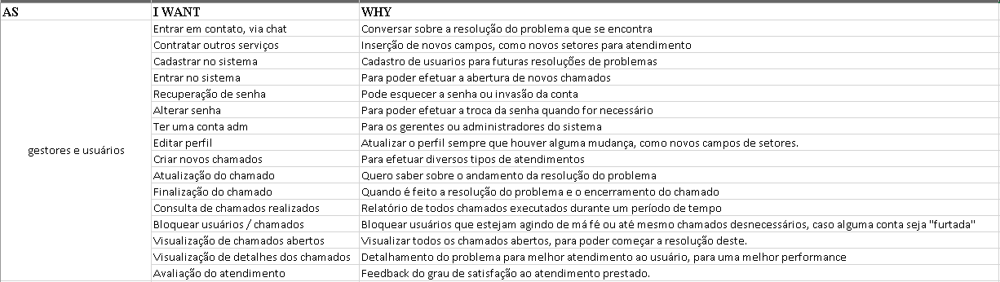 AS I WANT WHY
Entrar em contato, via chat Conversar sobre a resolução do problema que se encontra
Contratar outros serviços Inserção de novos campos, como novos setores para atendimento
Cadastrar no sistema Cadastro de usuarios para futuras resoluções de problemas
Entrar no sistema Para poder efetuar a abertura de novos chamados
Recuperação de senha Pode esquecer a senha ou invasão da conta
Alterar senha Para poder efetuar a troca da senha quando for necessário
Ter uma conta adm Para os gerentes ou administradores do sistema
gestores e usuários Editar perfil Atualizar o perfil sempre que houver alguma mudança, como novos campos de setores.
Criar novos chamados Para efetuar diversos tipos de atendimentos
Atualização do chamado Quero saber sobre o andamento da resolução do problema
Finalização do chamado Quando é feito a resolução do problema e o encerramento do chamado
Consulta de chamados realizados Relatório de todos chamados executados durante um período de tempo
Bloquear usuários / chamados Bloquear usuários que estejam agindo de má fé ou até mesmo chamados desnecessários, caso alguma conta seja "furtada"
Visualização de chamados abertos Visualizar todos os chamados abertos, para poder começar a resolução deste.
Visualização de detalhes dos chamados Detalhamento do problema para melhor atendimento ao usuário, para uma melhor performance
Avaliação do atendimento Feedback do grau de satisfação ao atendimento prestado.